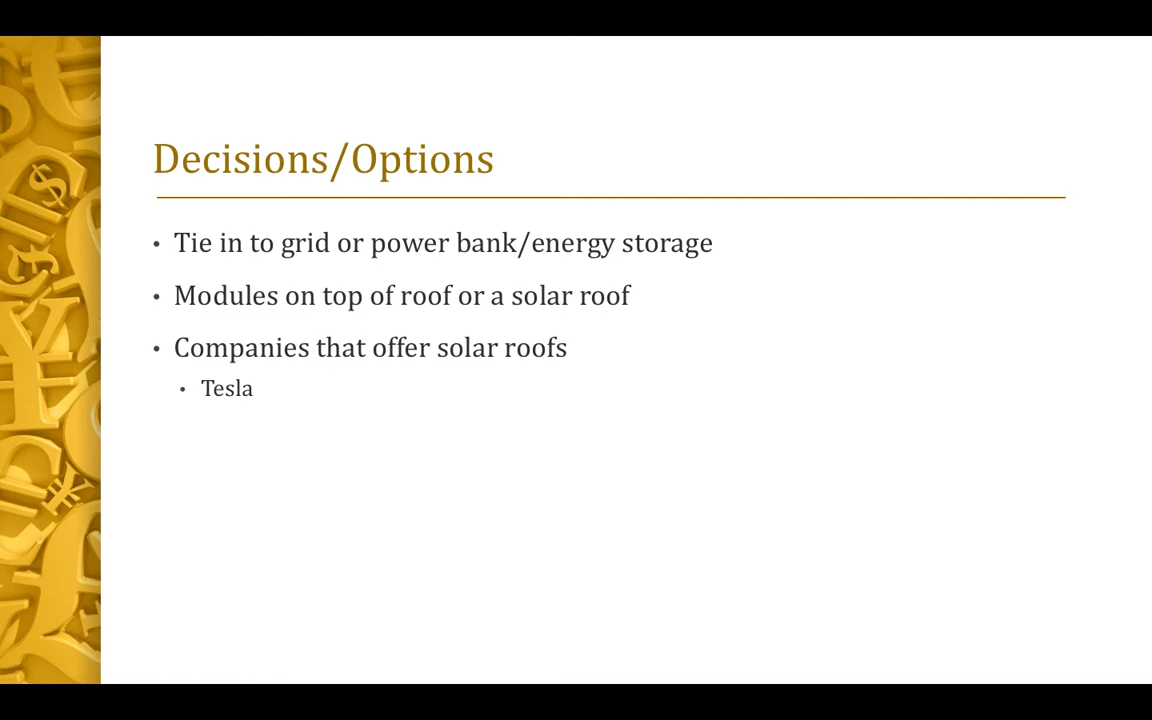 Decisions/Options
• Tie in to grid or power bank/energy storage
• Modules on top of roof or a solar roof
• Companies that offer solar roofs
• Tesla